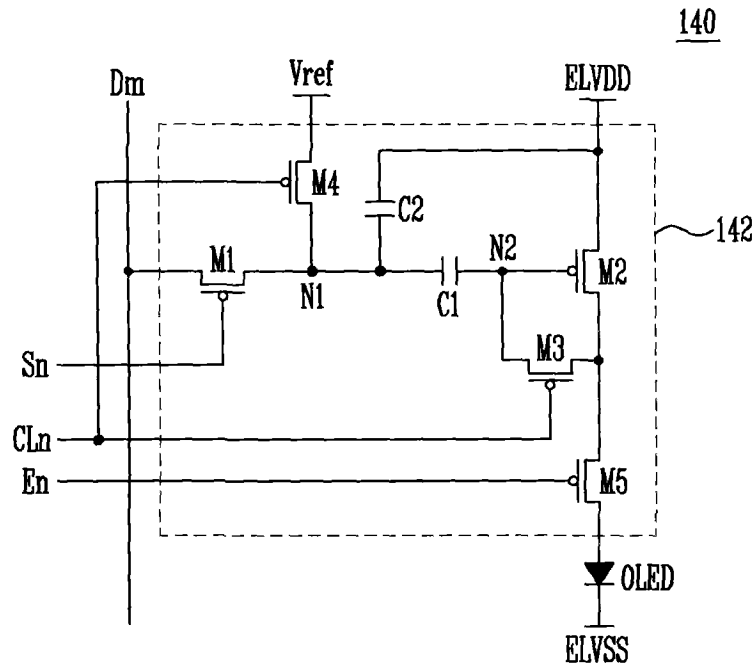 140
Dm
Vref
ELVDD
M4
C2
142
M1
N2
M2
N1
C1
M3
Sn
CLn
En
M5
OLED
ELVSS